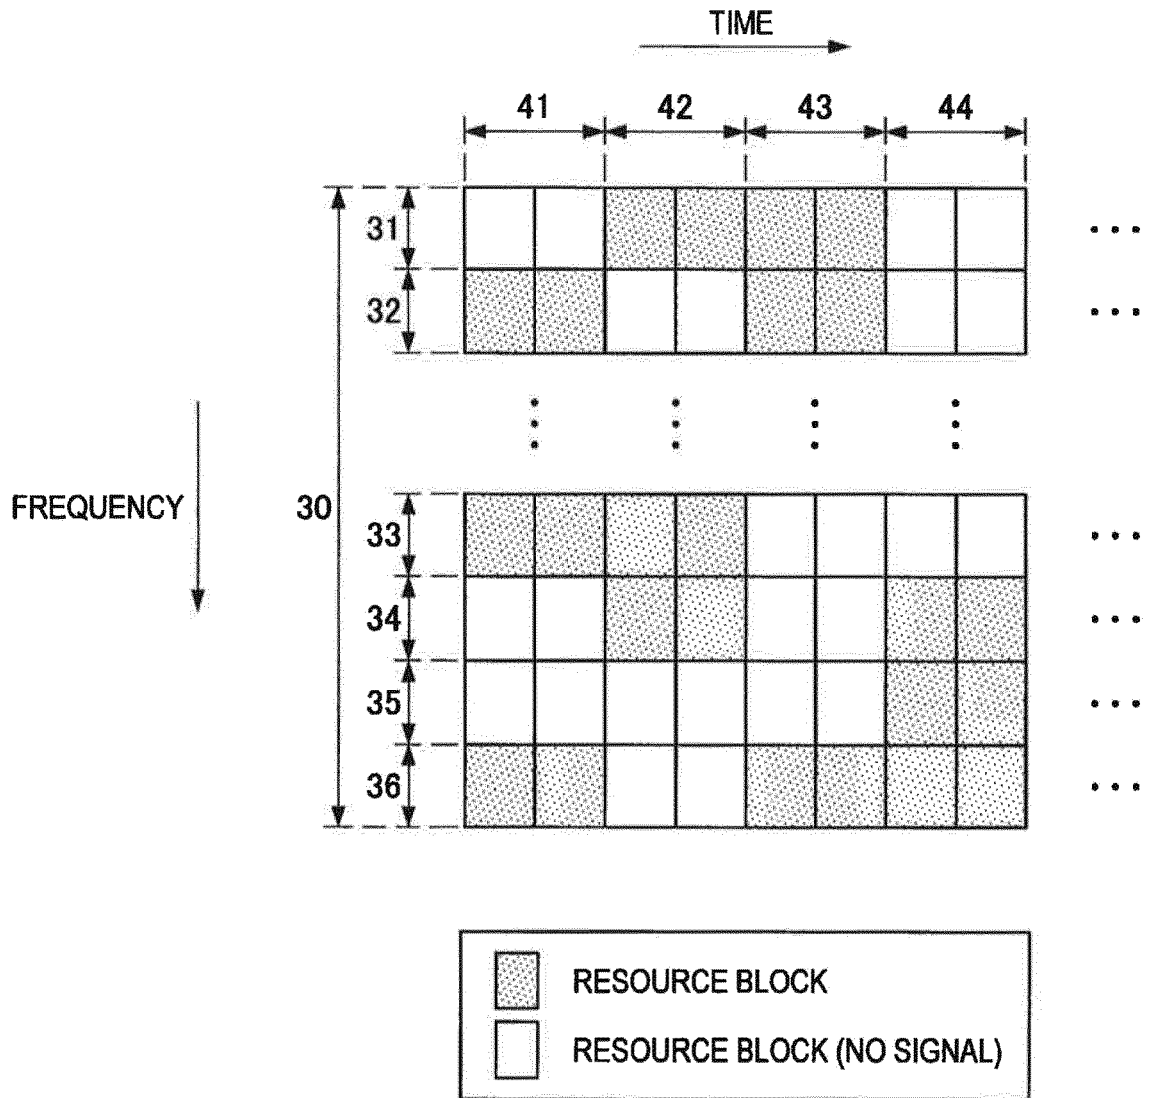 TIME
41 42 43 44
31
32
FREQUENCY
30
33
34
35
36
RESOURCE BLOCK
RESOURCE BLOCK (NO SIGNAL)